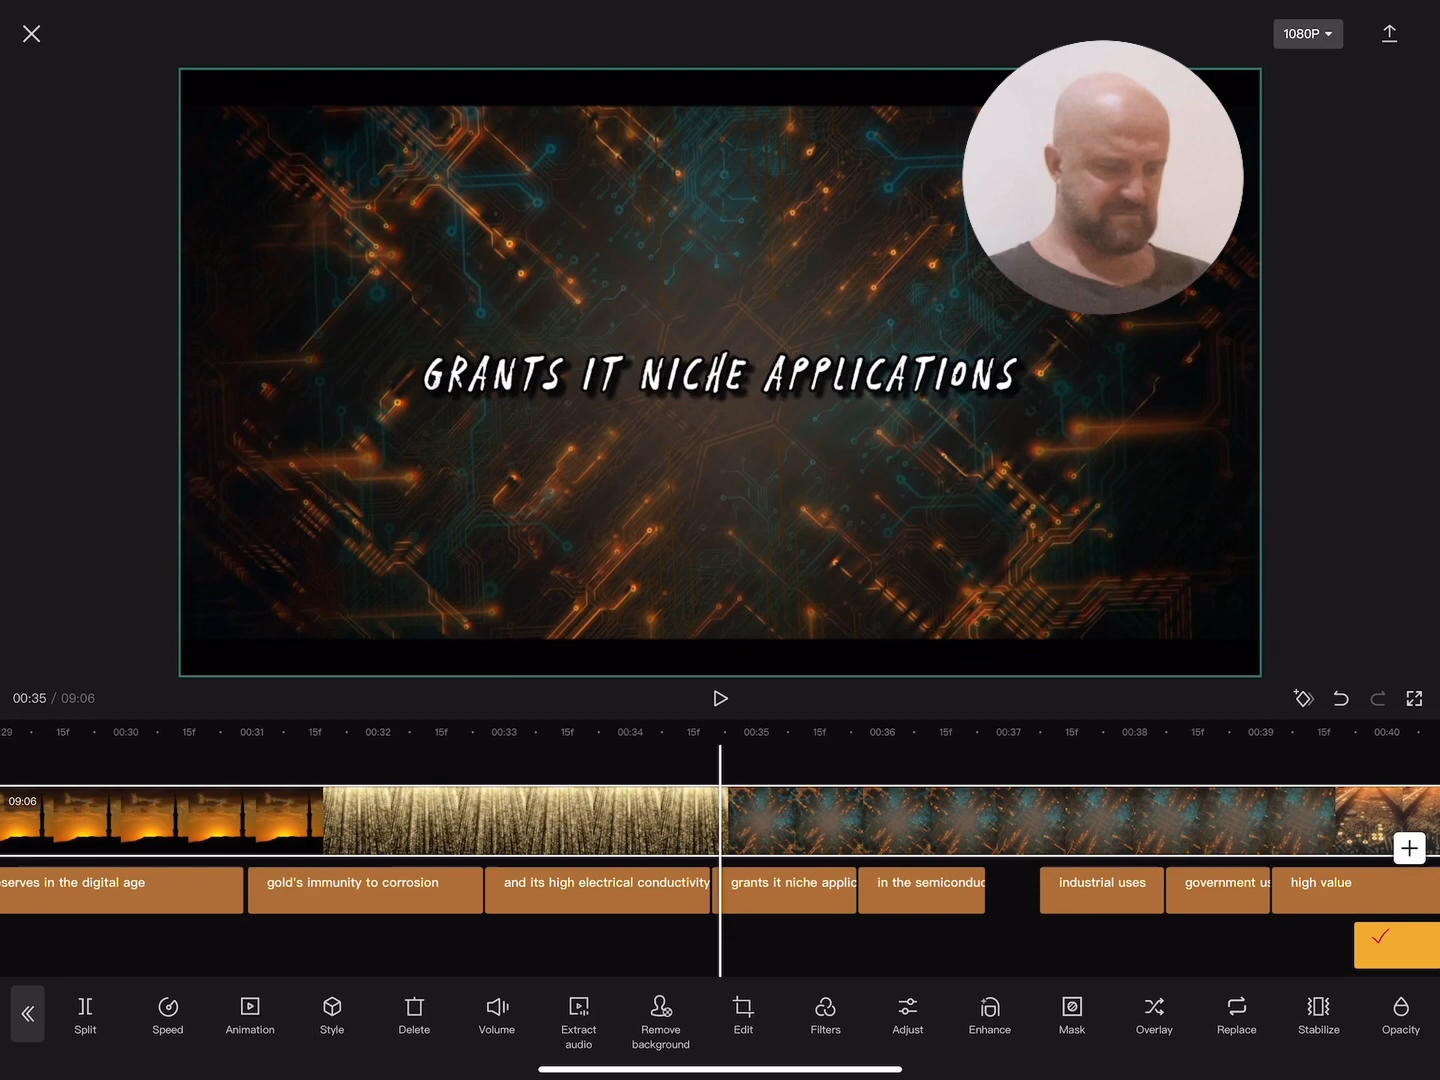 1080P
GRANTS IT NICHE APPLICATIONS
00:35 / 09:06
:29 15f 00:30 15f 00:31 15f 00:32 15f 00:33 15f 00:34 15f 00:35 15f 00:36 15f 00:37 15f 00:38 15f 00:39 15f 00:40
09:06
eserves in the digital age gold's immunity to corrosion and its high electrical conductivity grants it niche applic in the semiconduc industrial uses government us high value
Split Speed Animation Style Delete Volume Extract audio Remove background Edit Filters Adjust Enhance Mask Overlay Replace Stabilize Opacity